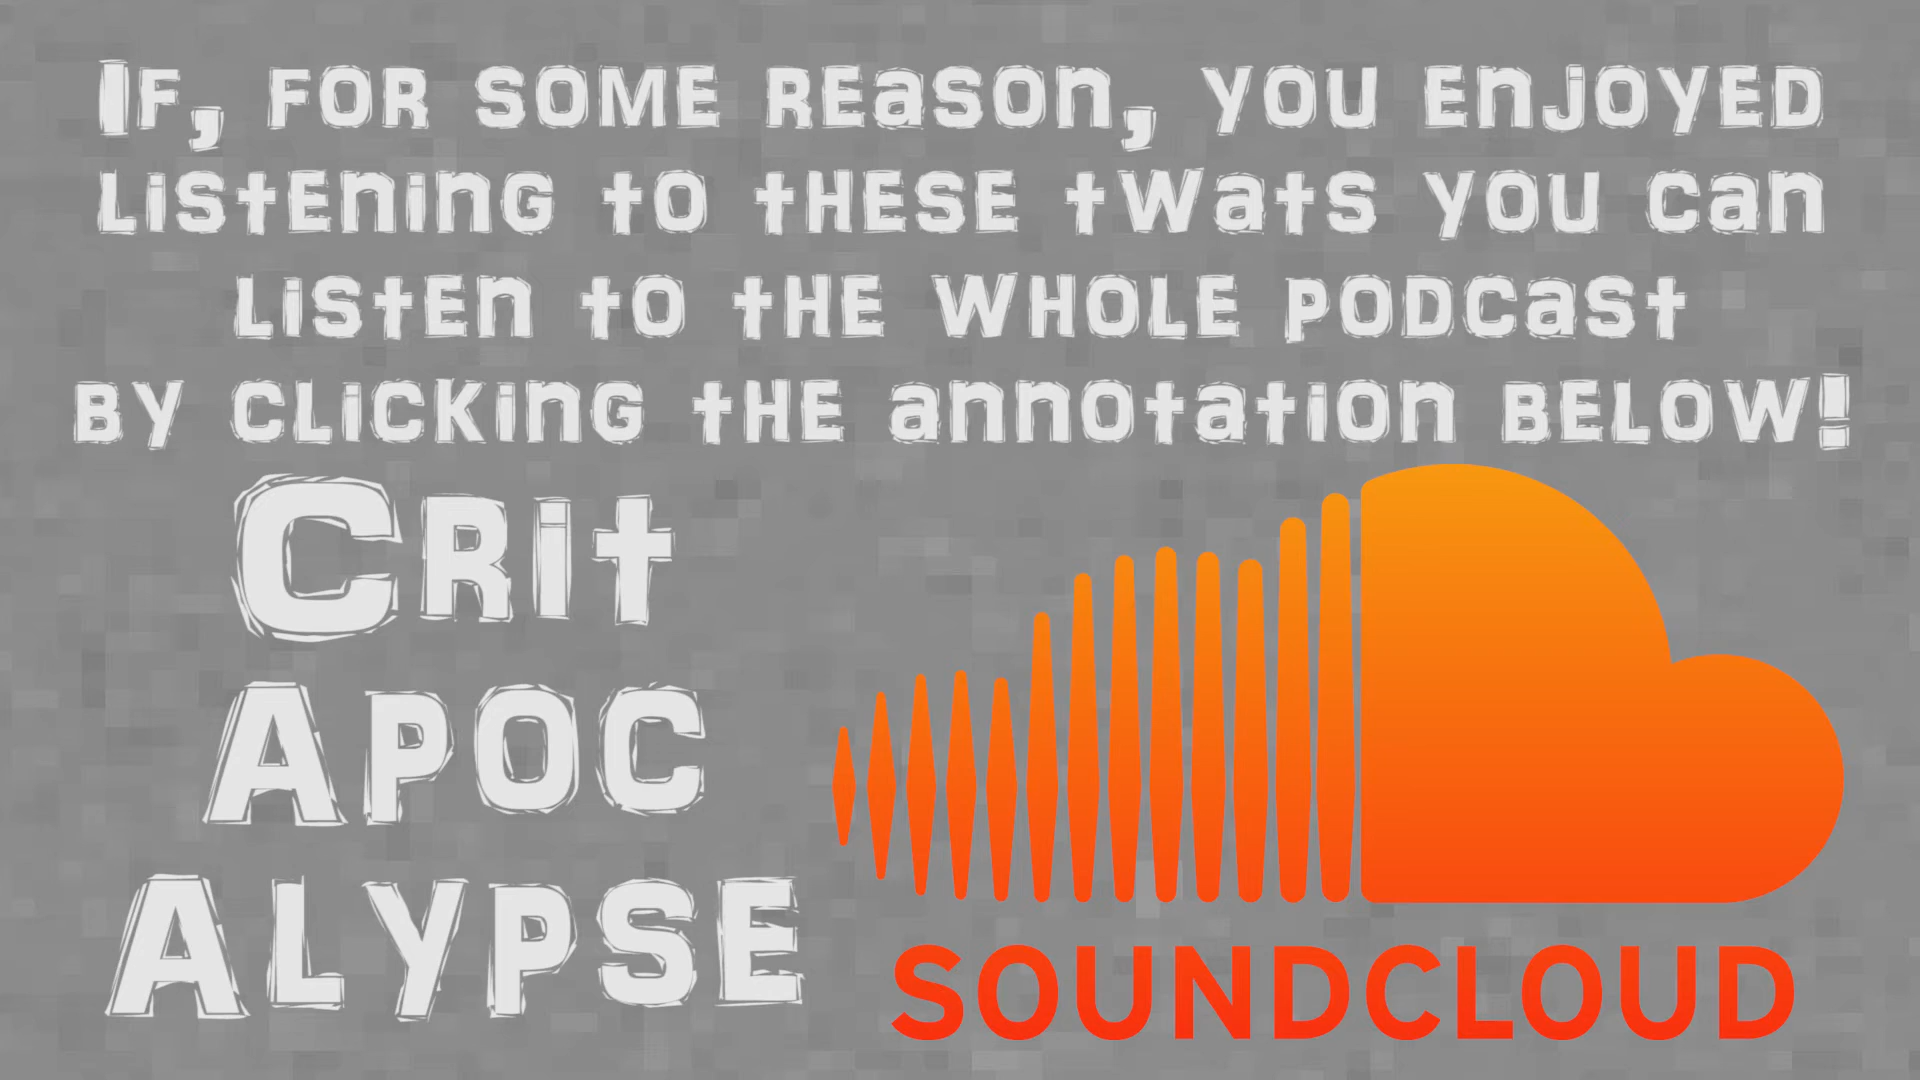 If, for some reason, you enjoyed
listening to these twats you can
listen to the whole podcast
by clicking the annotation below!
Crit
Apoc
Alypse
SOUNDCLOUD